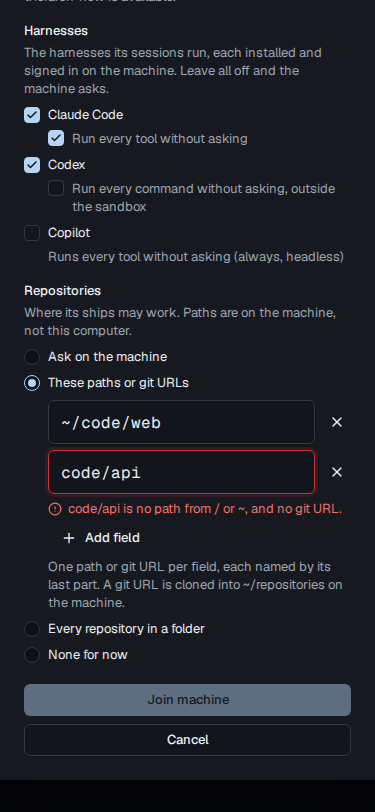 Harnesses
The harnesses its sessions run, each installed and
signed in on the machine. Leave all off and the
machine asks.
Claude Code
Run every tool without asking
Codex
Run every command without asking, outside
the sandbox
Copilot
Runs every tool without asking (always, headless)
Repositories
Where its ships may work. Paths are on the machine,
not this computer.
Ask on the machine
These paths or git URLs
~/code/web
code/api
code/api is no path from / or ~, and no git URL.
Add field
One path or git URL per field, each named by its
last part. A git URL is cloned into ~/repositories on
the machine.
Every repository in a folder
None for now
Join machine
Cancel